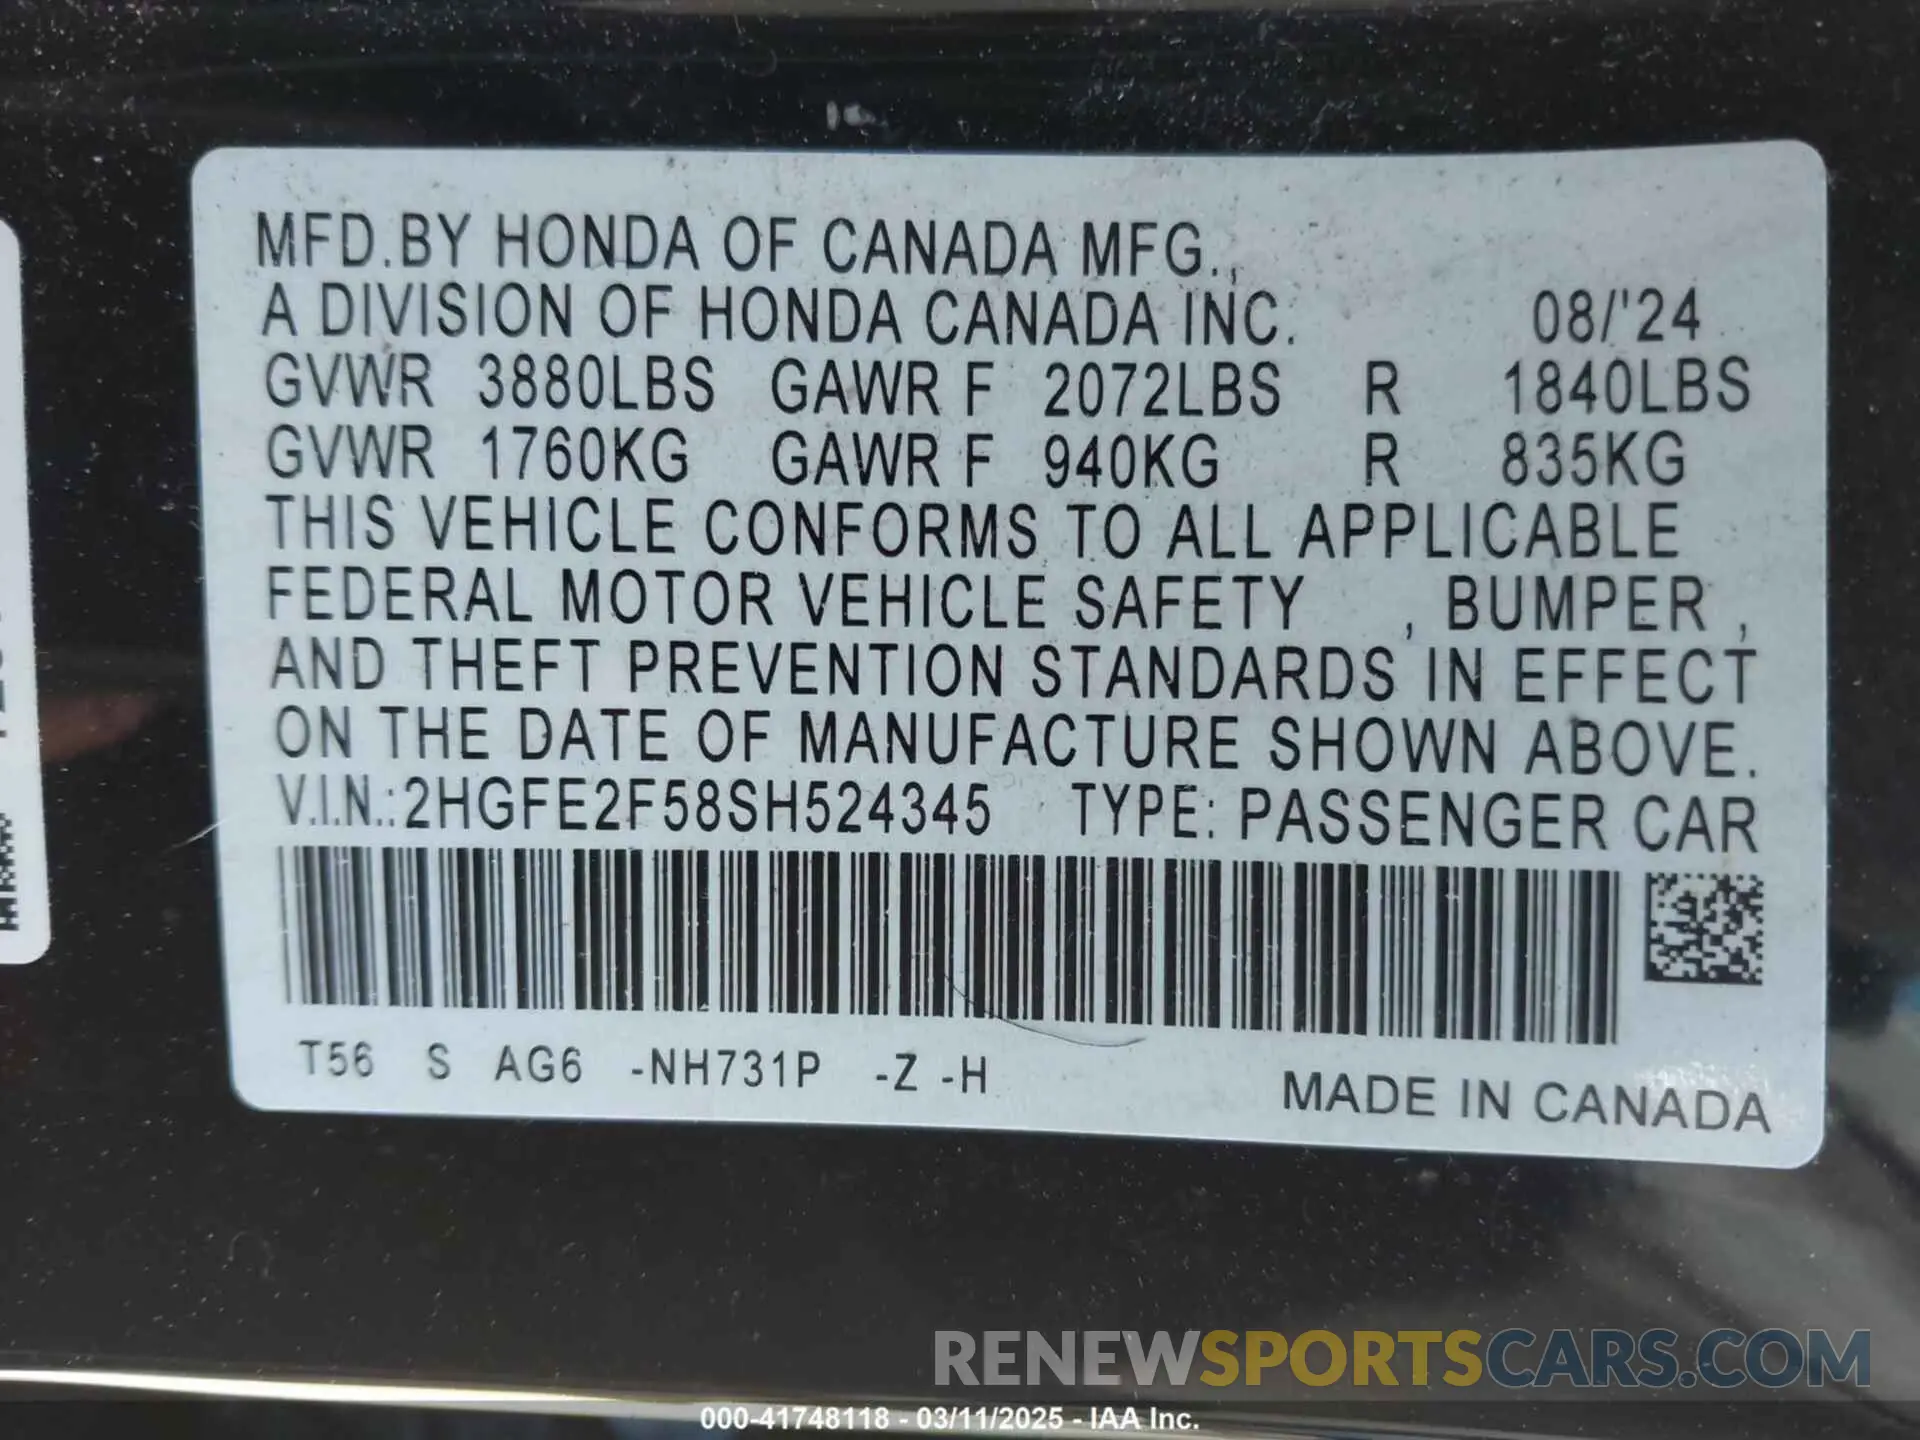 MFD.BY HONDA OF CANADA MFG.,
A DIVISION OF HONDA CANADA INC. 08/'24
GVWR 3880LBS GAWR F 2072LBS R 1840LBS
GVWR 1760KG GAWR F 940KG R 835KG
THIS VEHICLE CONFORMS TO ALL APPLICABLE
FEDERAL MOTOR VEHICLE SAFETY , BUMPER ,
AND THEFT PREVENTION STANDARDS IN EFFECT
ON THE DATE OF MANUFACTURE SHOWN ABOVE.
V.I.N.:2HGFE2F58SH524345 TYPE: PASSENGER CAR
T56 S AG6 -NH731P -Z -H
MADE IN CANADA
RENEWSPORTSCARS.COM
000-41748118 - 03/11/2025 - IAA Inc.